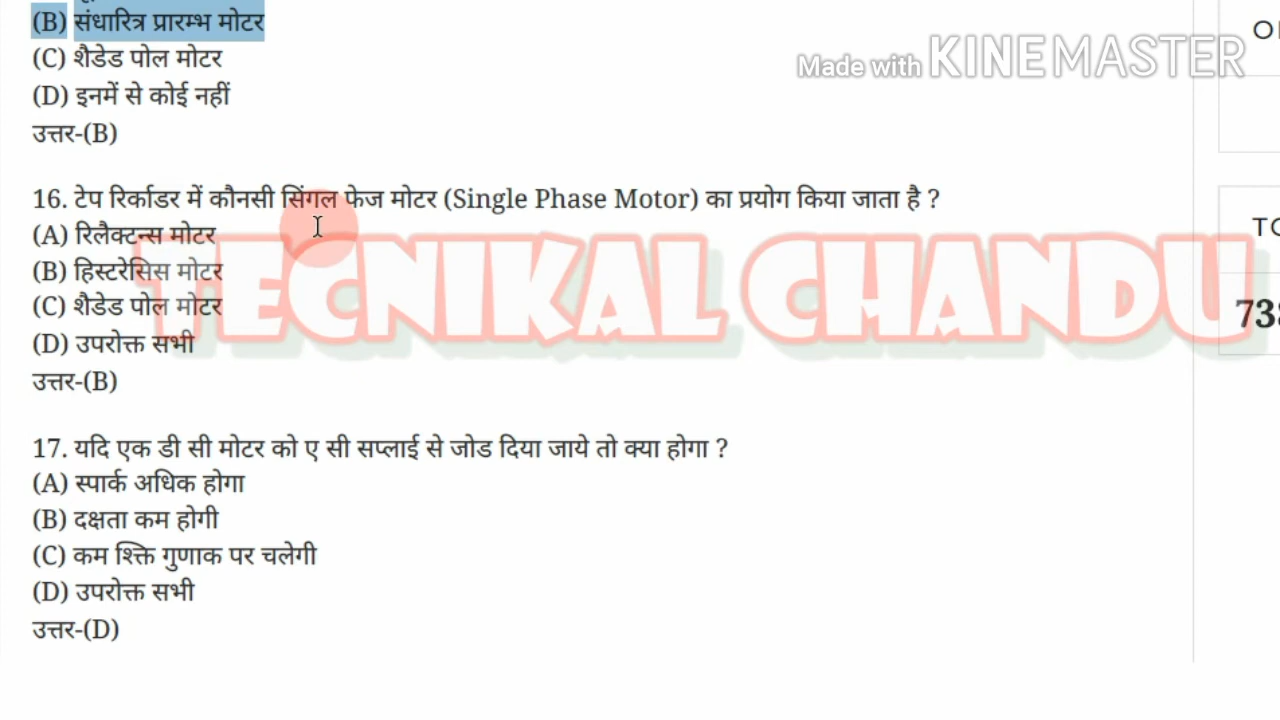 (B) संधारित्र प्रारम्भ मोटर
(C) शैडेड पोल मोटर
(D) इनमें से कोई नहीं
उत्तर-(B)
Made with KINEMASTER
16. टेप रिर्काडर में कौनसी सिंगल फेज मोटर (Single Phase Motor) का प्रयोग किया जाता है ?
(A) रिलैक्टन्स मोटर
(B) हिस्टरेसिस मोटर
(C) शैडेड पोल मोटर
(D) उपरोक्त सभी
उत्तर-(B)
TECNIKAL CHANDU
17. यदि एक डी सी मोटर को ए सी सप्लाई से जोड दिया जाये तो क्या होगा ?
(A) स्पार्क अधिक होगा
(B) दक्षता कम होगी
(C) कम श्क्ति गुणाक पर चलेगी
(D) उपरोक्त सभी
उत्तर-(D)